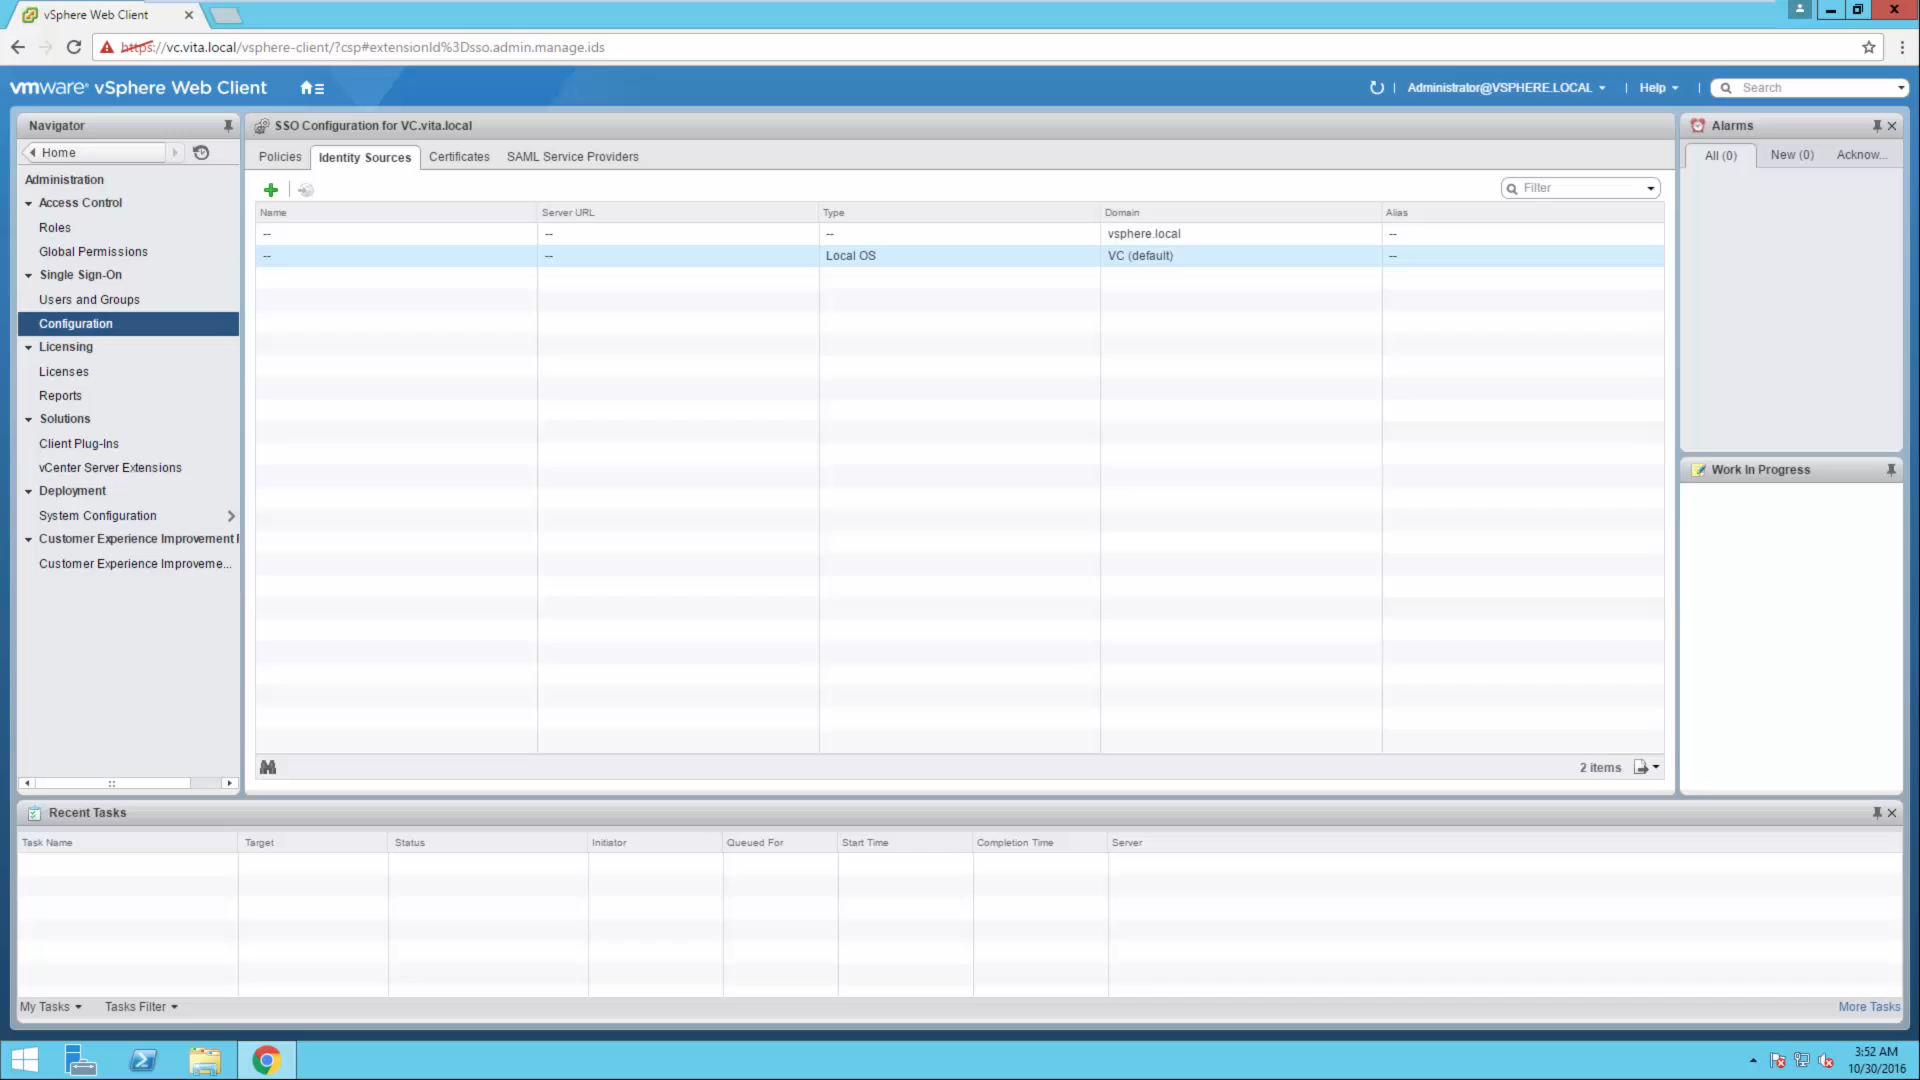 vSphere Web Client
https://vc.vita.local/vsphere-client/?csp#extensionId%3Dsso.admin.manage.ids
vmware® vSphere Web Client
Administrator@VSPHERE.LOCAL
Help
Search
Navigator
Home
Administration
Access Control
Roles
Global Permissions
Single Sign-On
Users and Groups
Configuration
Licensing
Licenses
Reports
Solutions
Client Plug-Ins
vCenter Server Extensions
Deployment
System Configuration
Customer Experience Improvement
Customer Experience Improveme...
SSO Configuration for VC.vita.local
Policies Identity Sources Certificates SAML Service Providers
Filter
Name Server URL Type Domain Alias
-- -- -- vsphere.local --
-- -- Local OS VC (default) --
2 items
Alarms
All (0) New (0) Acknow...
Work In Progress
Recent Tasks
Task Name Target Status Initiator Queued For Start Time Completion Time Server
My Tasks Tasks Filter More Tasks
3:52 AM
10/30/2016